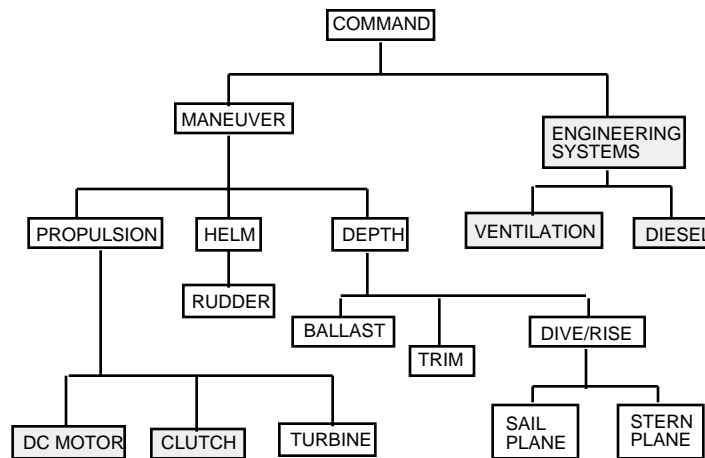 COMMAND
MANEUVER
ENGINEERING
SYSTEMS
PROPULSION
HELM
DEPTH
VENTILATION
DIESEL
RUDDER
BALLAST
TRIM
DIVE/RISE
DC MOTOR
CLUTCH
TURBINE
SAIL
PLANE
STERN
PLANE